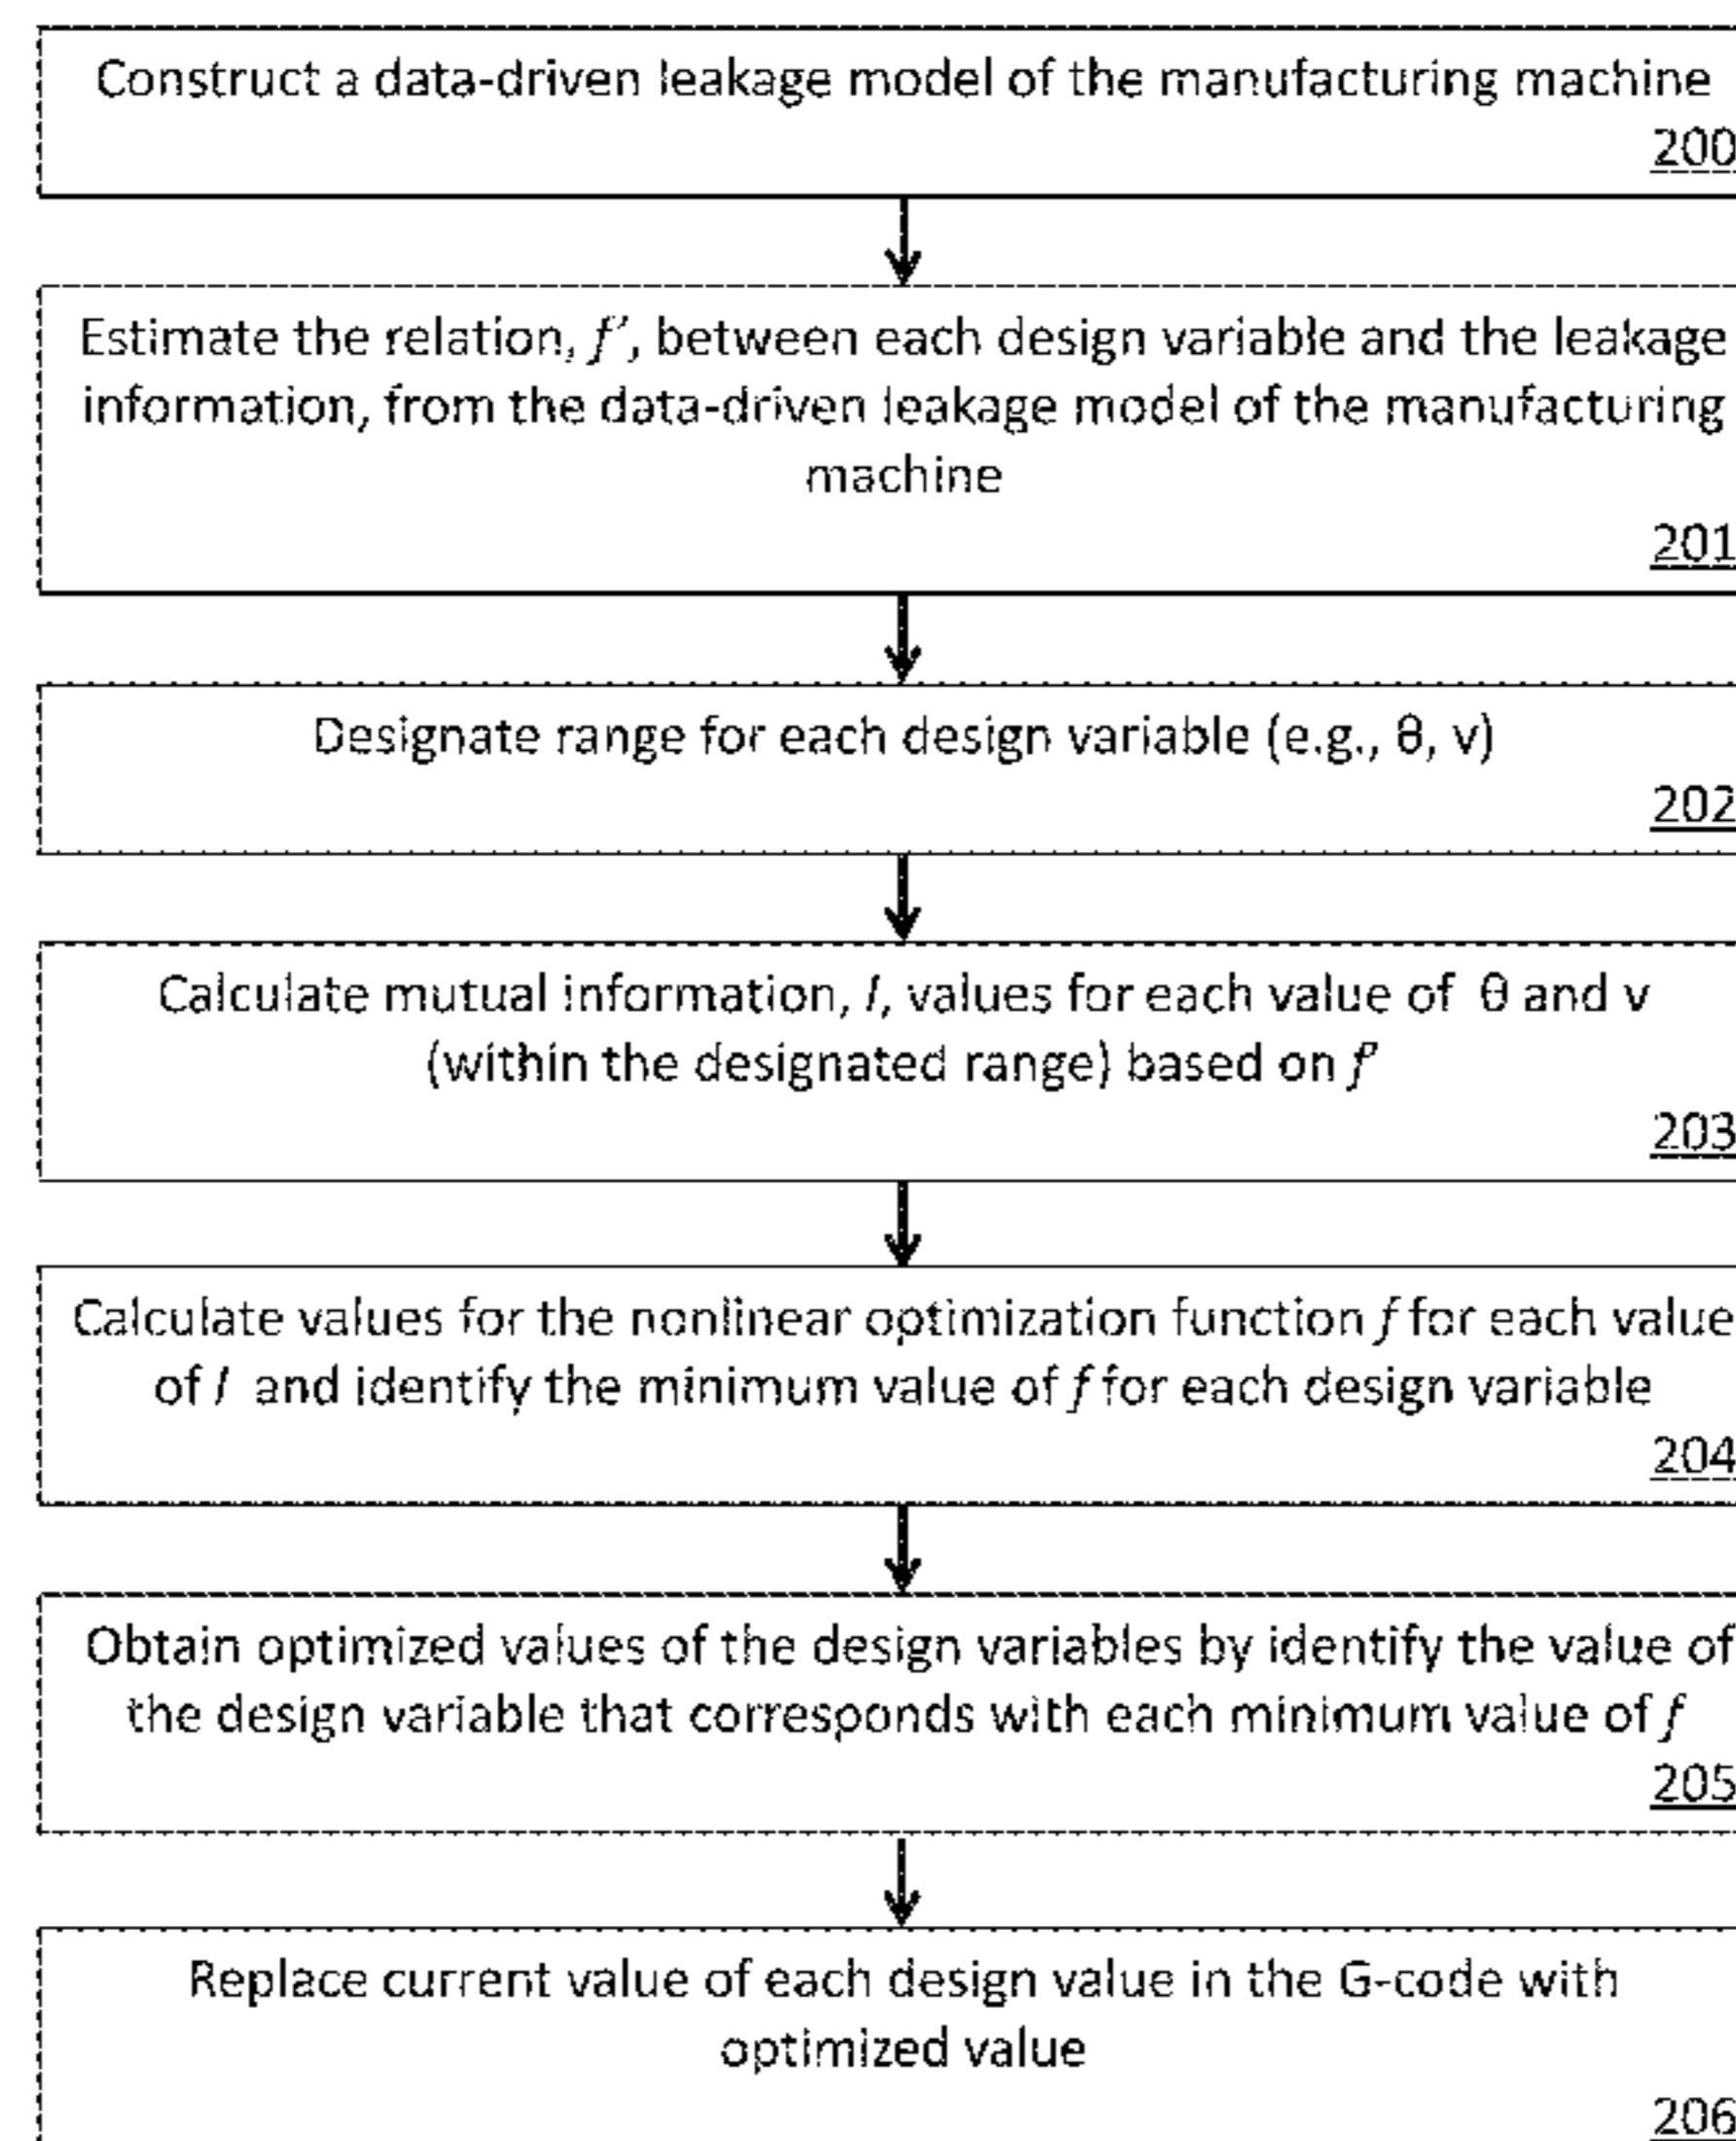 Construct a data-driven leakage model of the manufacturing machine
200
Estimate the relation, f', between each design variable and the leakage
information, from the data-driven leakage model of the manufacturing
machine
201
Designate range for each design variable (e.g., θ, v)
202
Calculate mutual information, I, values for each value of θ and v
(within the designated range) based on f'
203
Calculate values for the nonlinear optimization function f for each value
of I and identify the minimum value of f for each design variable
204
Obtain optimized values of the design variables by identify the value of
the design variable that corresponds with each minimum value of f
205
Replace current value of each design value in the G-code with
optimized value
206